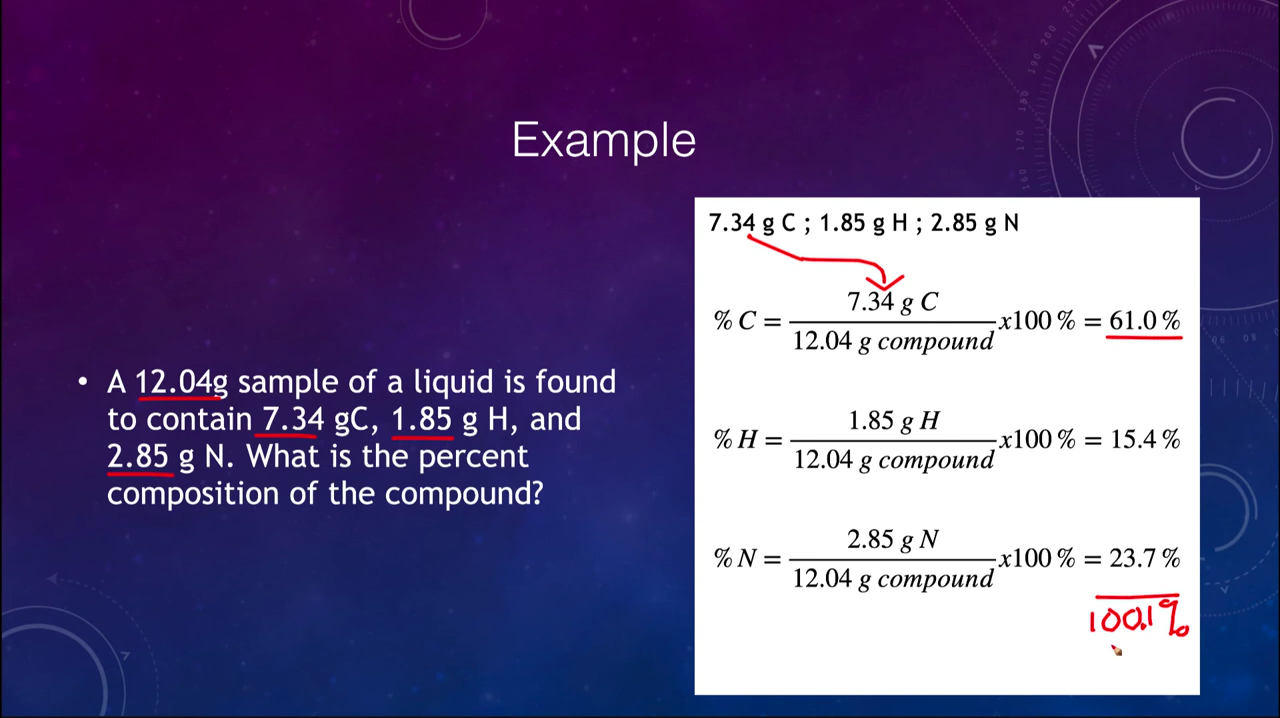 Example
• A 12.04g sample of a liquid is found
to contain 7.34 gC, 1.85 g H, and
2.85 g N. What is the percent
composition of the compound?
7.34 g C ; 1.85 g H ; 2.85 g N
% C = 7.34 g C / 12.04 g compound x100 % = 61.0 %
% H = 1.85 g H / 12.04 g compound x100 % = 15.4 %
% N = 2.85 g N / 12.04 g compound x100 % = 23.7 %
100.1%